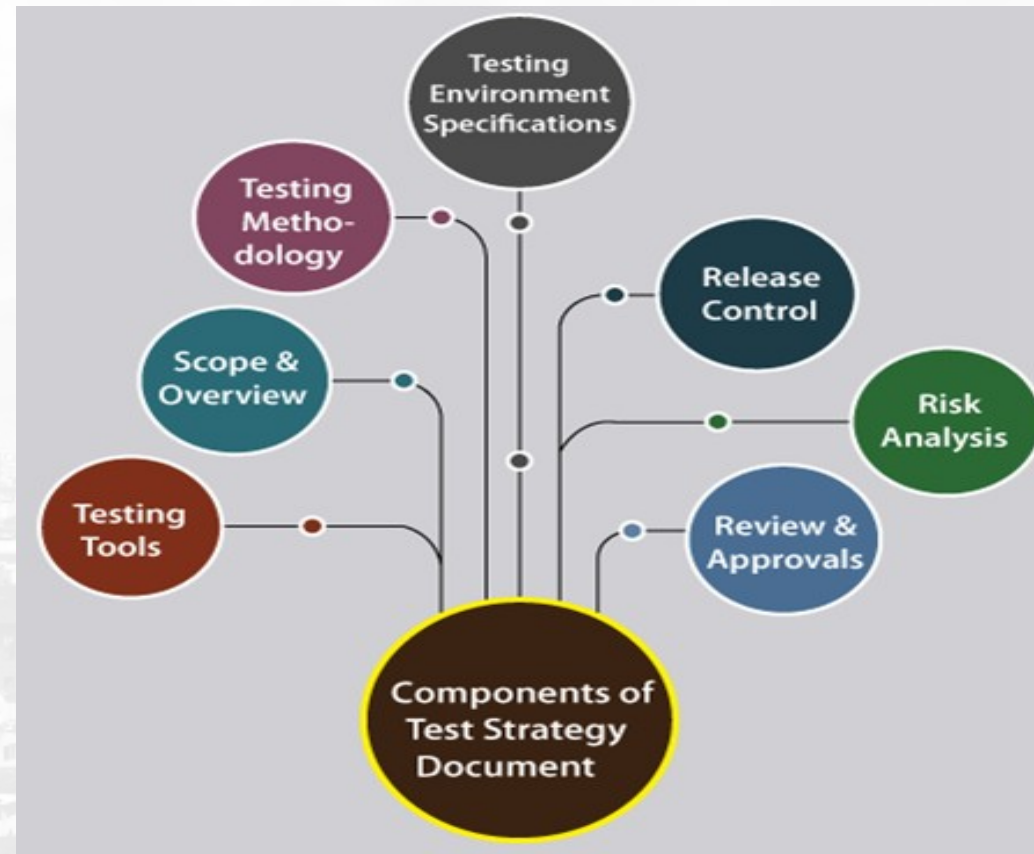 Testing
Environment
Specifications
Testing
Metho-
dology
Release
Control
Scope &
Overview
Risk
Analysis
Testing
Tools
Review &
Approvals
Components of
Test Strategy
Document